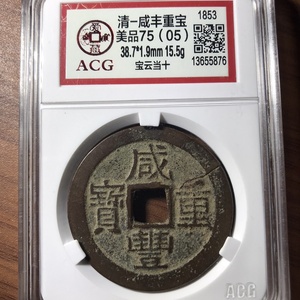 清一咸丰重宝
美品75（05）
38.7*1.9mm 15.5g
宝云当十
1853
13655876
ACG
咸
寶 重
豐
ACG